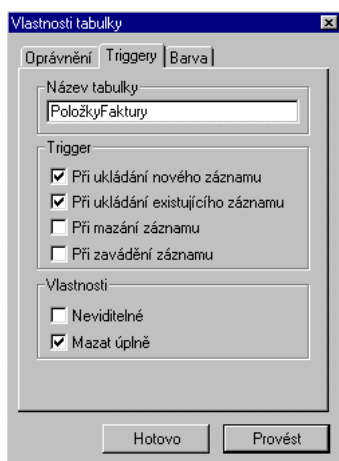 Vlastnosti tabulky
Oprávnění Triggery Barva
Název tabulky
PoložkyFaktury
Trigger
Při ukládání nového záznamu
Při ukládání existujícího záznamu
Při mazání záznamu
Při zavádění záznamu
Vlastnosti
Neviditelné
Mazat úplně
Hotovo Provést